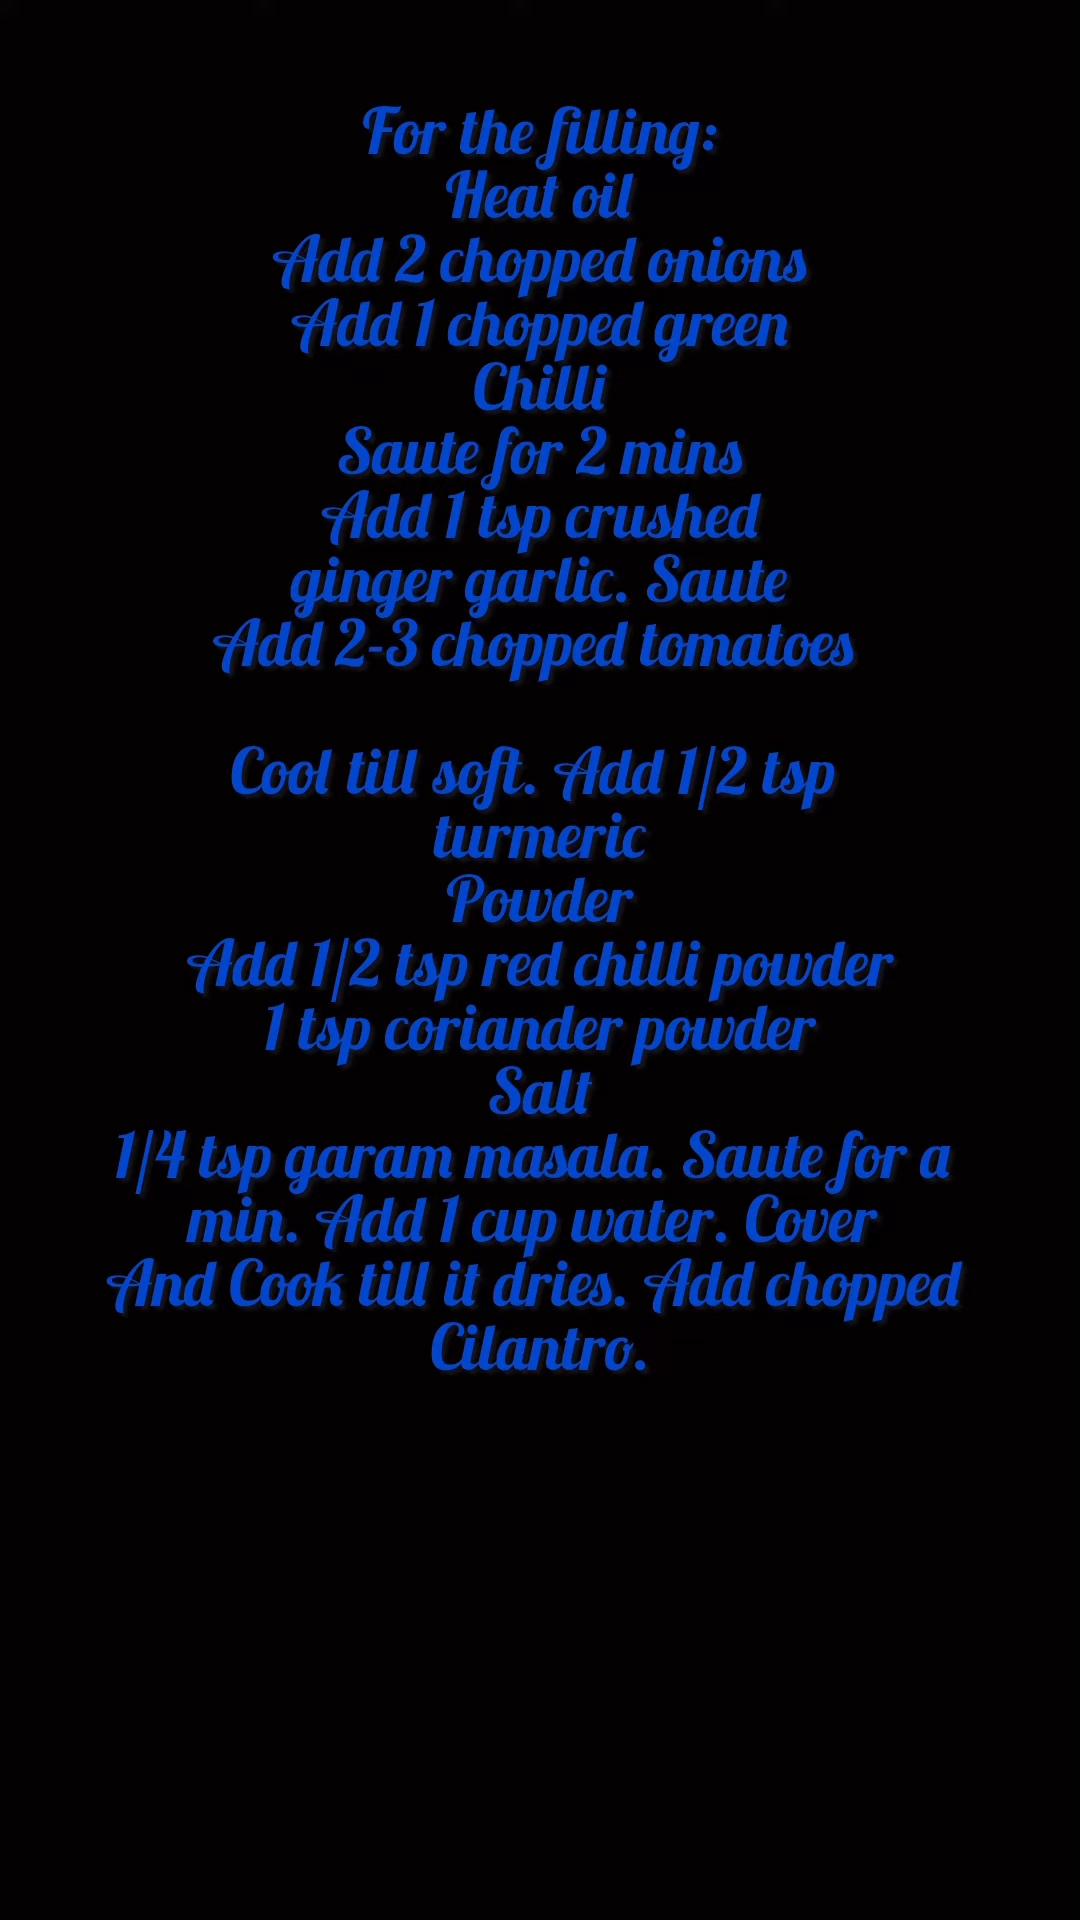 For the filling:
Heat oil
Add 2 chopped onions
Add 1 chopped green
Chilli
Saute for 2 mins
Add 1 tsp crushed
ginger garlic. Saute
Add 2-3 chopped tomatoes
Cool till soft. Add 1/2 tsp
turmeric
Powder
Add 1/2 tsp red chilli powder
1 tsp coriander powder
Salt
1/4 tsp garam masala. Saute for a
min. Add 1 cup water. Cover
And Cook till it dries. Add chopped
Cilantro.